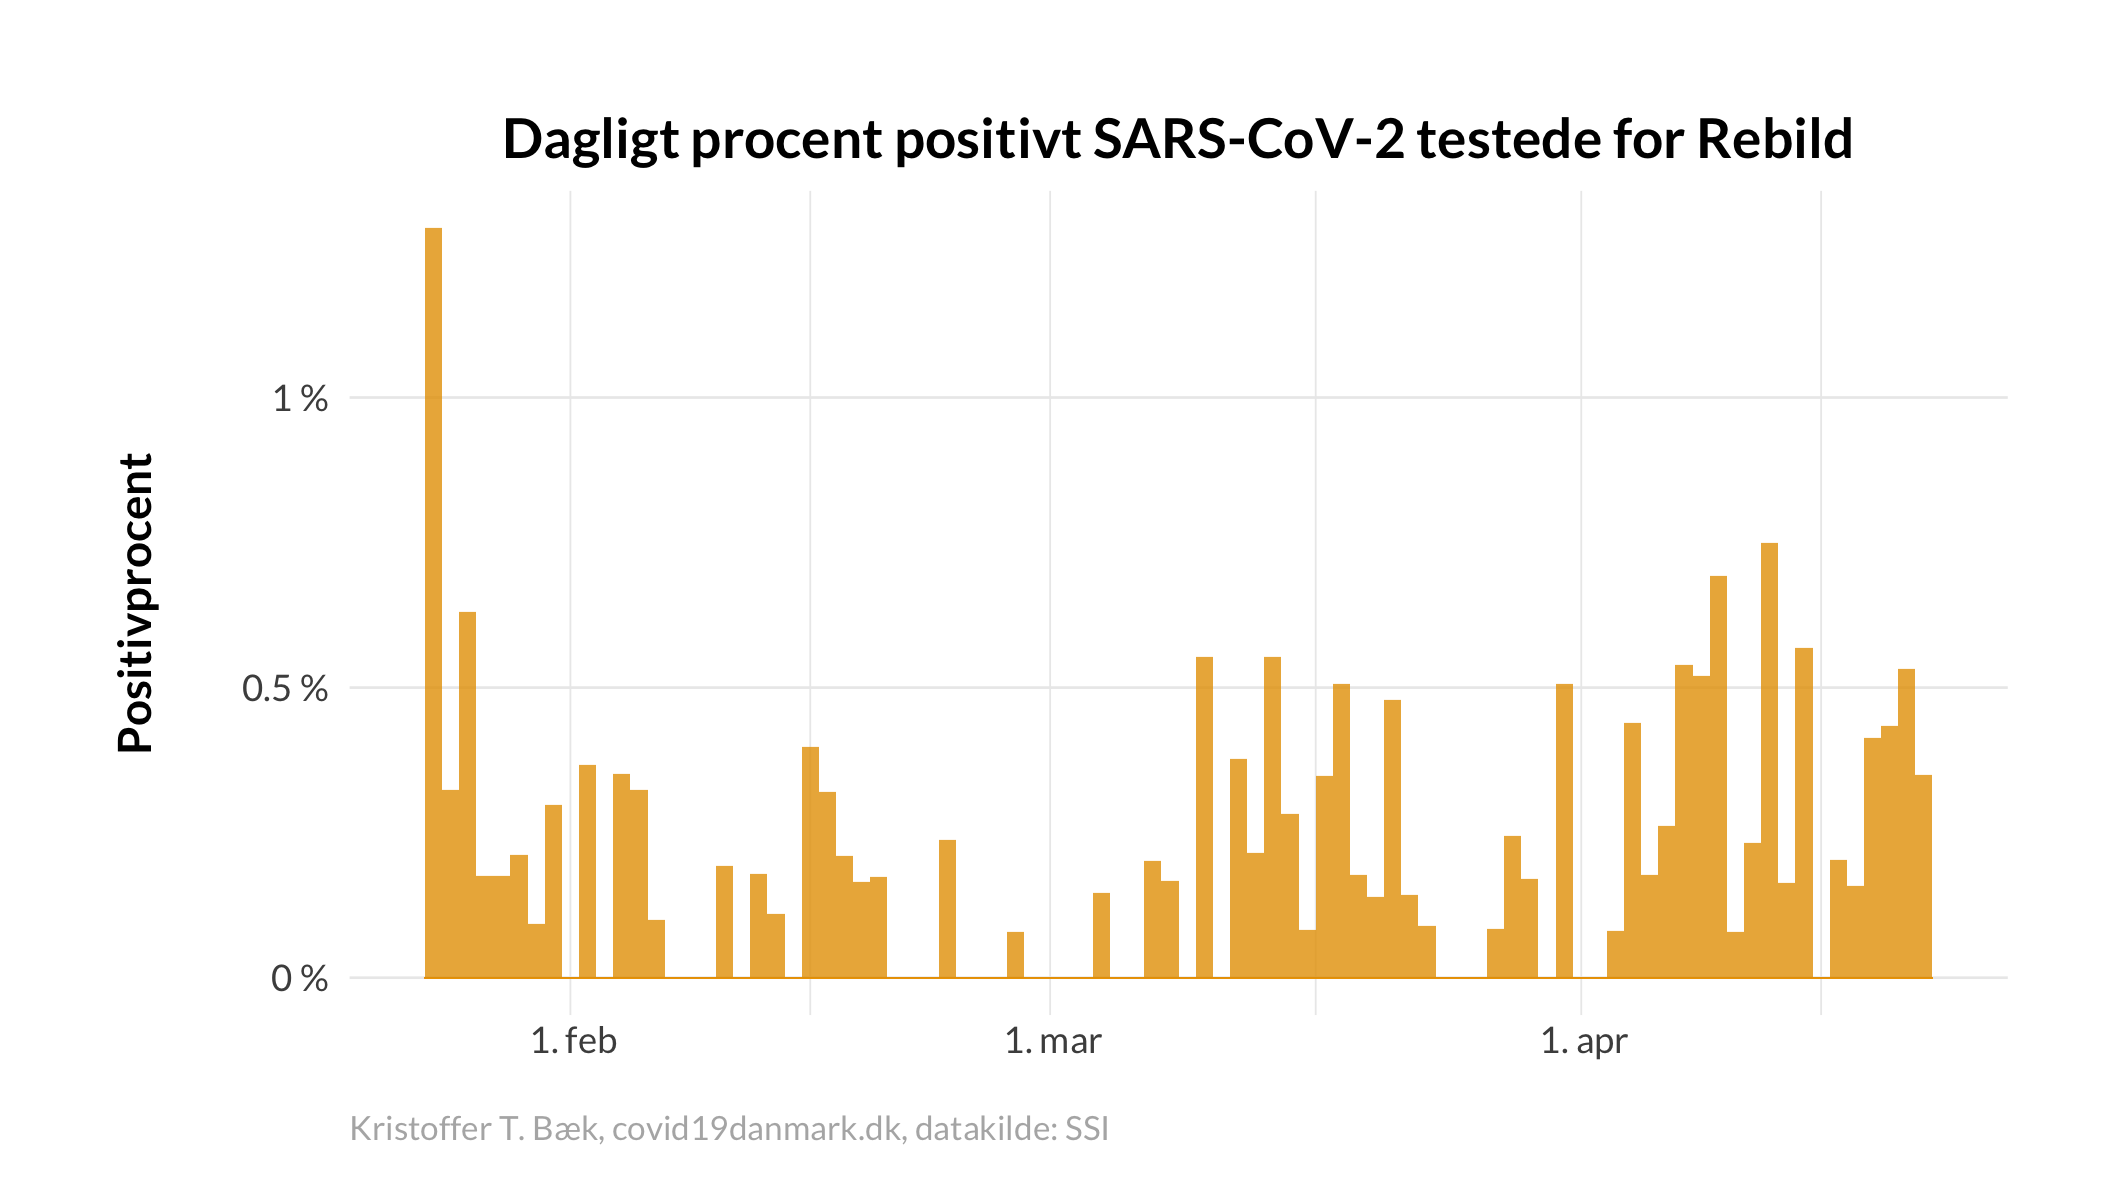 Dagligt procent positivt SARS-CoV-2 testede for Rebild
Positivprocent
1 %
0.5 %
0 %
1. feb
1. mar
1. apr
Kristoffer T. Bæk, covid19danmark.dk, datakilde: SSI